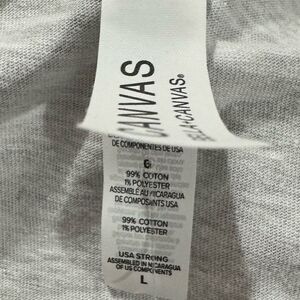 CANVAS
ELLA+CANVAS®
DE COMPONENTES DE USA
6
99% COTTON
1% POLYESTER
ASSEMBLÉ AU NICARAGUA
DE COMPOSANTS USA
99% COTTON
1% POLYESTER
USA STRONG
ASSEMBLED IN NICARAGUA
OF US COMPONENTS
L